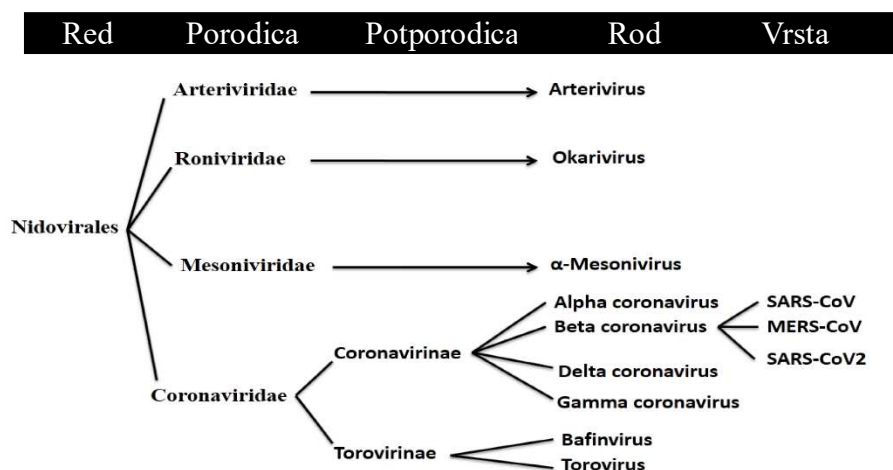 Red Porodica Potporodica Rod Vrsta
Arteriviridae Arterivirus
Roniviridae Okarivirus
Nidovirales
Mesoniviridae α-Mesonivirus
Alpha coronavirus SARS-CoV
Beta coronavirus MERS-CoV
Coronavirinae SARS-CoV2
Delta coronavirus
Coronaviridae
Gamma coronavirus
Bafinvirus
Torovirinae
Torovirus